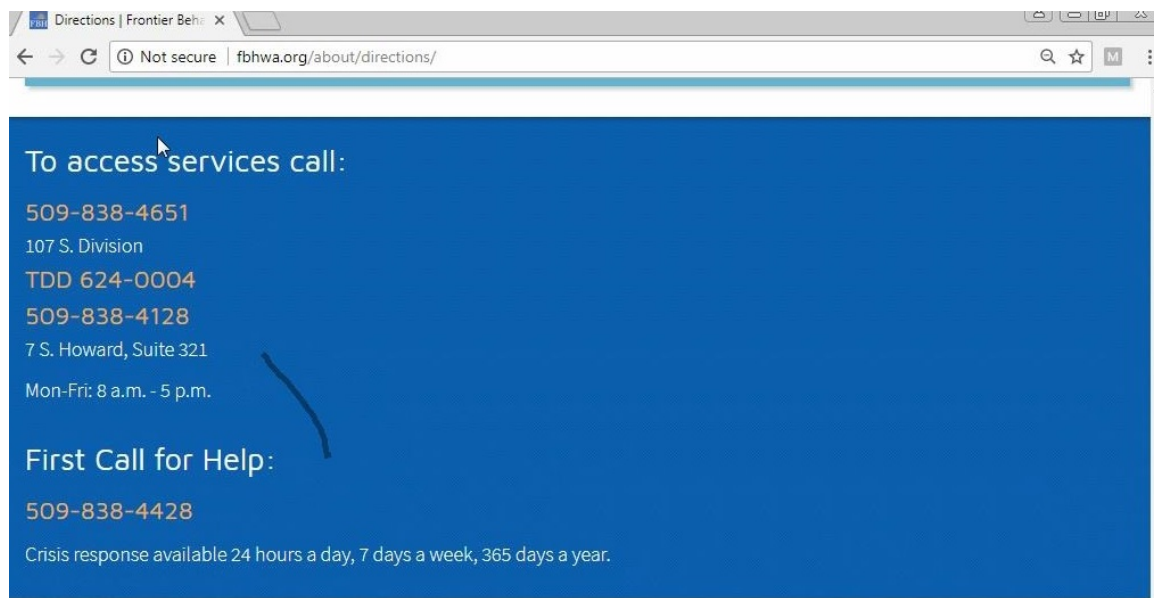 FBH Directions | Frontier Beha
Not secure | fbhwa.org/about/directions/
M
To access services call:
509-838-4651
107 S. Division
TDD 624-0004
509-838-4128
7 S. Howard, Suite 321
Mon-Fri: 8 a.m. - 5 p.m.
First Call for Help:
509-838-4428
Crisis response available 24 hours a day, 7 days a week, 365 days a year.